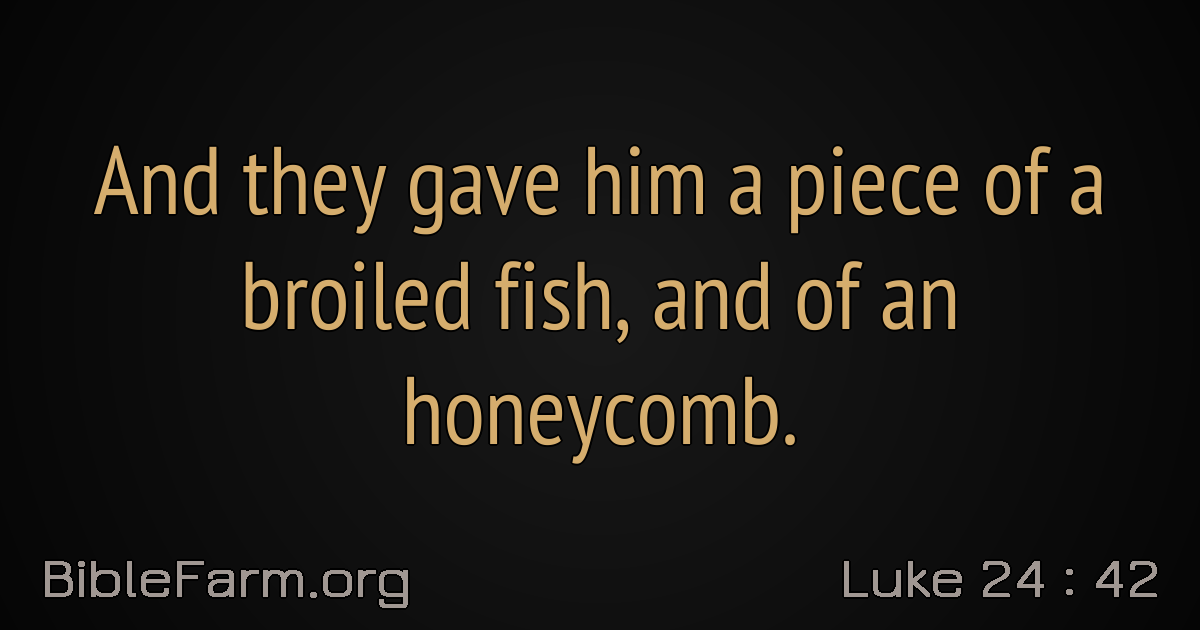 And they gave him a piece of a
broiled fish, and of an
honeycomb.
BibleFarm.org
Luke 24 : 42